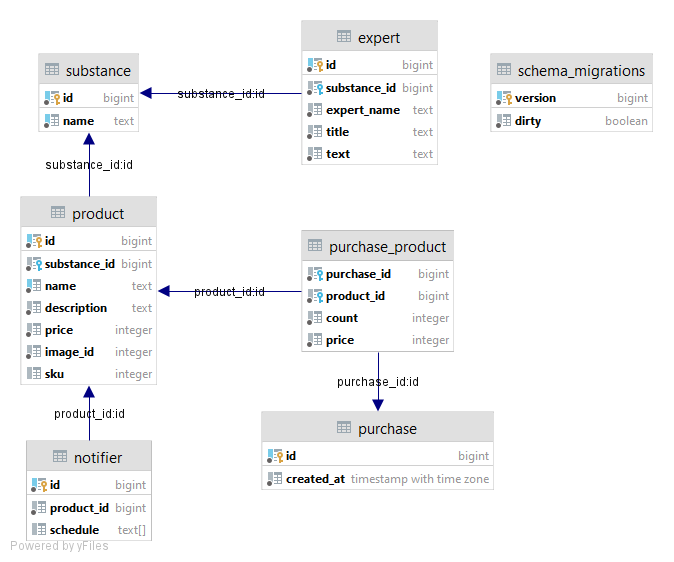 substance
id bigint
name text
expert
id bigint
substance_id bigint
expert_name text
title text
text text
schema_migrations
version bigint
dirty boolean
substance_id:id
substance_id:id
product
id bigint
substance_id bigint
name text
description text
price integer
image_id integer
sku integer
purchase_product
purchase_id bigint
product_id bigint
count integer
price integer
product_id:id
purchase_id:id
product_id:id
purchase
id bigint
created_at timestamp with time zone
notifier
id bigint
product_id bigint
schedule text[]
Powered by yFiles